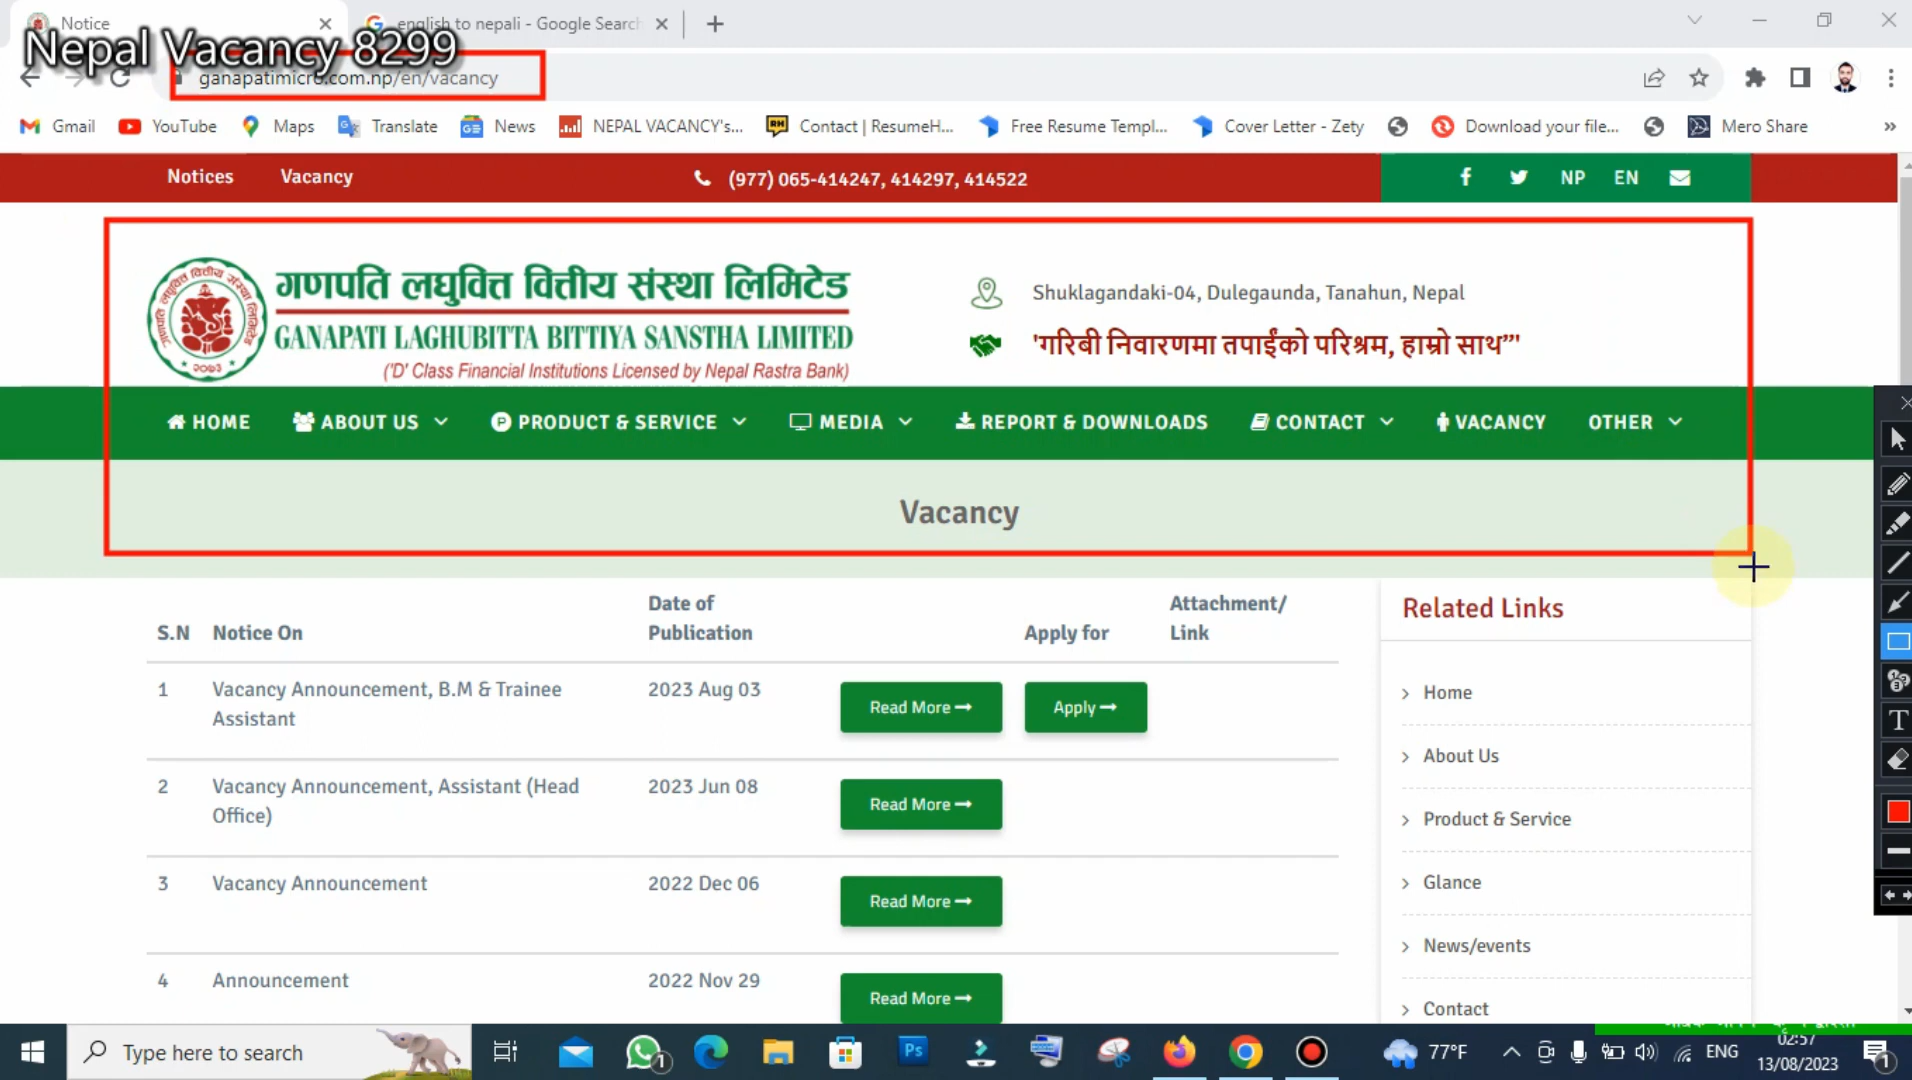 Notice
english to nepali - Google Search
Nepal Vacancy 8299
ganapatimicro.com.np/en/vacancy
Gmail YouTube Maps Translate News NEPAL VACANCY's... Contact | ResumeH... Free Resume Templ... Cover Letter - Zety Download your file... Mero Share
Notices Vacancy (977) 065-414247, 414297, 414522 NP EN
गणपति लघुवित्त वित्तीय संस्था लिमिटेड
GANAPATI LAGHUBITTA BITTIYA SANSTHA LIMITED
('D' Class Financial Institutions Licensed by Nepal Rastra Bank)
२०७३
Shuklagandaki-04, Dulegaunda, Tanahun, Nepal
'गरिबी निवारणमा तपाईको परिश्रम, हाम्रो साथ"'
HOME ABOUT US PRODUCT & SERVICE MEDIA REPORT & DOWNLOADS CONTACT VACANCY OTHER
Vacancy
S.N Notice On Date of Publication Apply for Attachment/ Link
1 Vacancy Announcement, B.M & Trainee Assistant 2023 Aug 03 Read More Apply
2 Vacancy Announcement, Assistant (Head Office) 2023 Jun 08 Read More
3 Vacancy Announcement 2022 Dec 06 Read More
4 Announcement 2022 Nov 29 Read More
Related Links
Home
About Us
Product & Service
Glance
News/events
Contact
Type here to search
Ps
1
77°F
ENG
02:57
13/08/2023
1